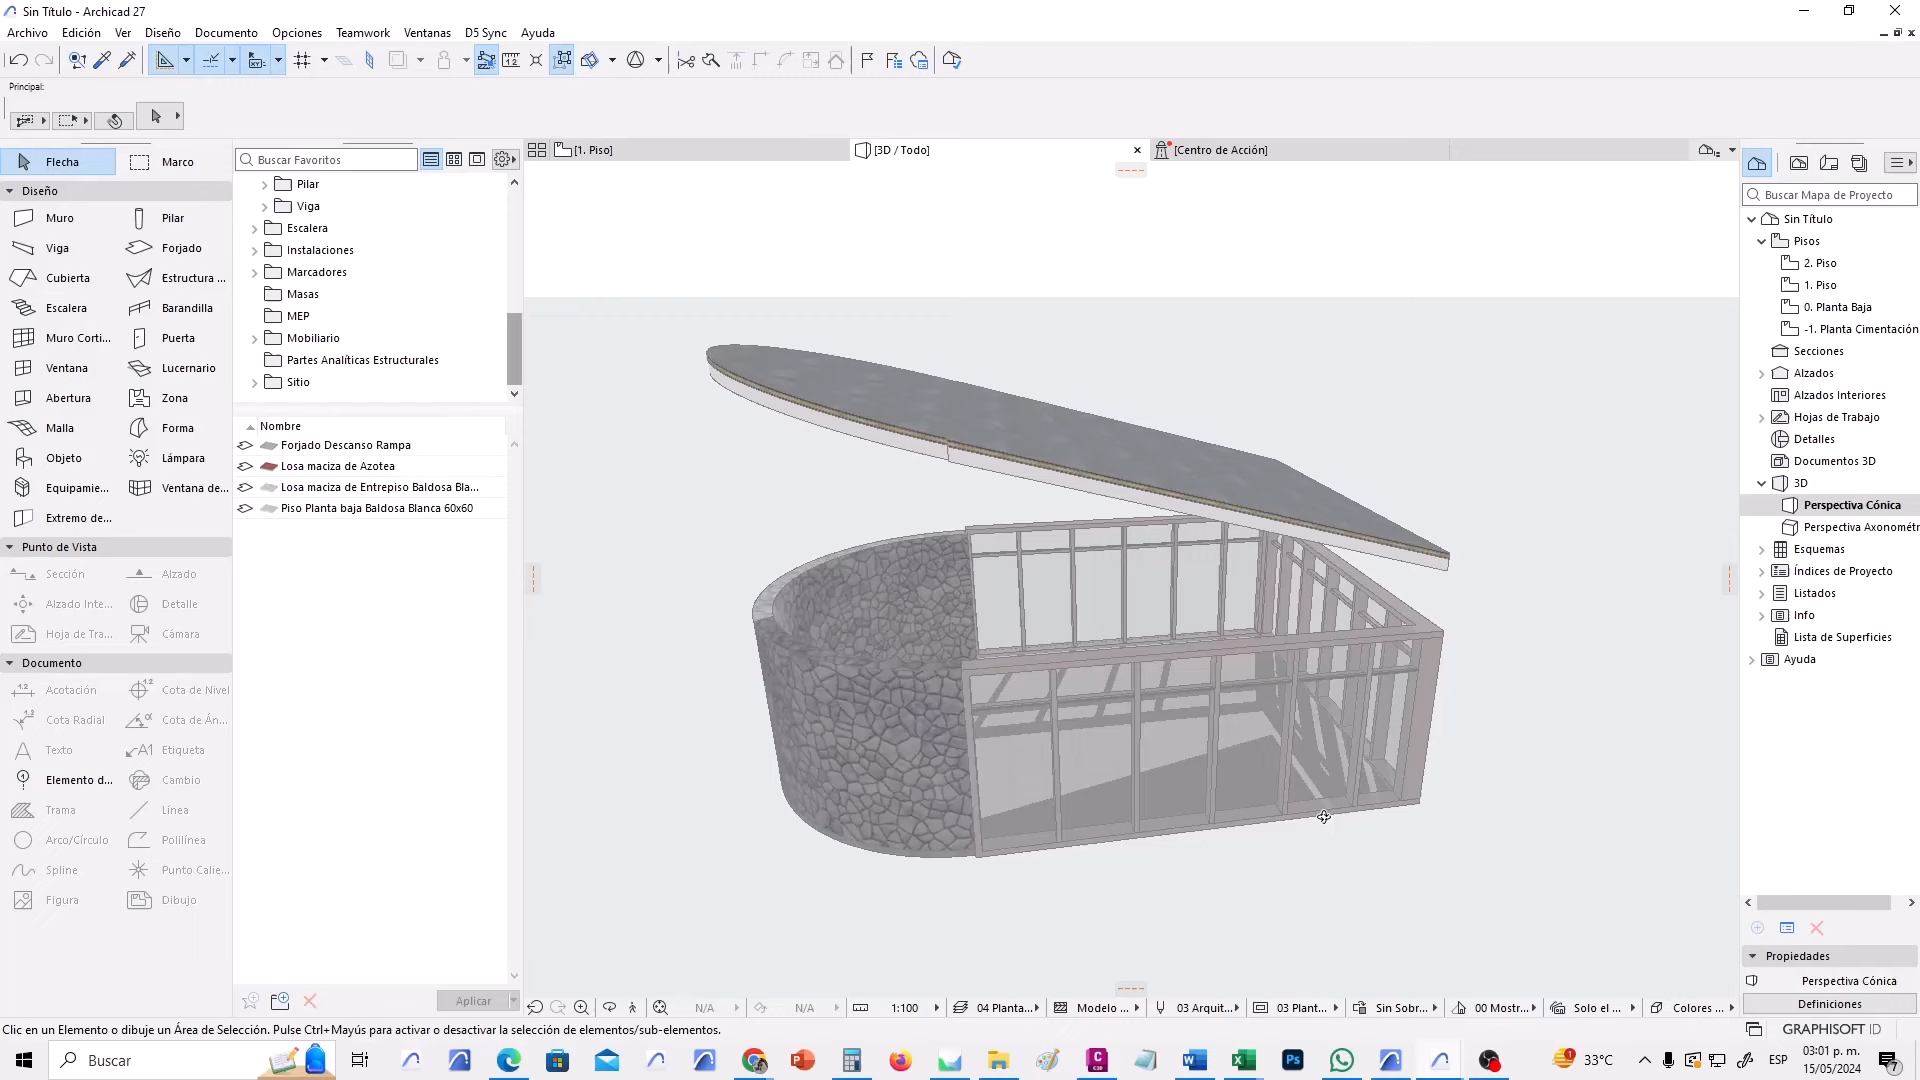 Sin Título - Archicad 27
Archivo Edición Ver Diseño Documento Opciones Teamwork Ventanas D5 Sync Ayuda
Principal:
Flecha Marco
Diseño
Muro Pilar
Viga Forjado
Cubierta Estructura ...
Escalera Barandilla
Muro Corti... Puerta
Ventana Lucernario
Abertura Zona
Malla Forma
Objeto Lámpara
Equipamie... Ventana de...
Extremo de...
Punto de Vista
Sección Alzado
Alzado Inte... Detalle
Hoja de Tra... Cámara
Documento
Acotación Cota de Nivel
Cota Radial Cota de Án...
Texto Etiqueta
Elemento d... Cambio
Trama Línea
Arco/Círculo Polilínea
Spline Punto Calie...
Figura Dibujo
Buscar Favoritos
Pilar
Viga
Escalera
Instalaciones
Marcadores
Masas
MEP
Mobiliario
Partes Analíticas Estructurales
Sitio
Nombre
Forjado Descanso Rampa
Losa maciza de Azotea
Losa maciza de Entrepiso Baldosa Bla...
Piso Planta baja Baldosa Blanca 60x60
Aplicar
[1. Piso] [3D / Todo] [Centro de Acción]
N/A N/A 1:100 04 Planta... Modelo ... 03 Arquit... 03 Plant... Sin Sobr... 00 Mostr... Solo el ... Colores ...
Buscar Mapa de Proyecto
Sin Título
Pisos
2. Piso
1. Piso
0. Planta Baja
-1. Planta Cimentación
Secciones
Alzados
Alzados Interiores
Hojas de Trabajo
Detalles
Documentos 3D
3D
Perspectiva Cónica
Perspectiva Axonométr
Esquemas
Índices de Proyecto
Listados
Info
Lista de Superficies
Ayuda
Propiedades
Perspectiva Cónica
Definiciones
Clic en un Elemento o dibuje un Área de Selección. Pulse Ctrl+Mayús para activar o desactivar la selección de elementos/sub-elementos.
GRAPHISOFT ID
Buscar
33°C
ESP
03:01 p. m.
15/05/2024